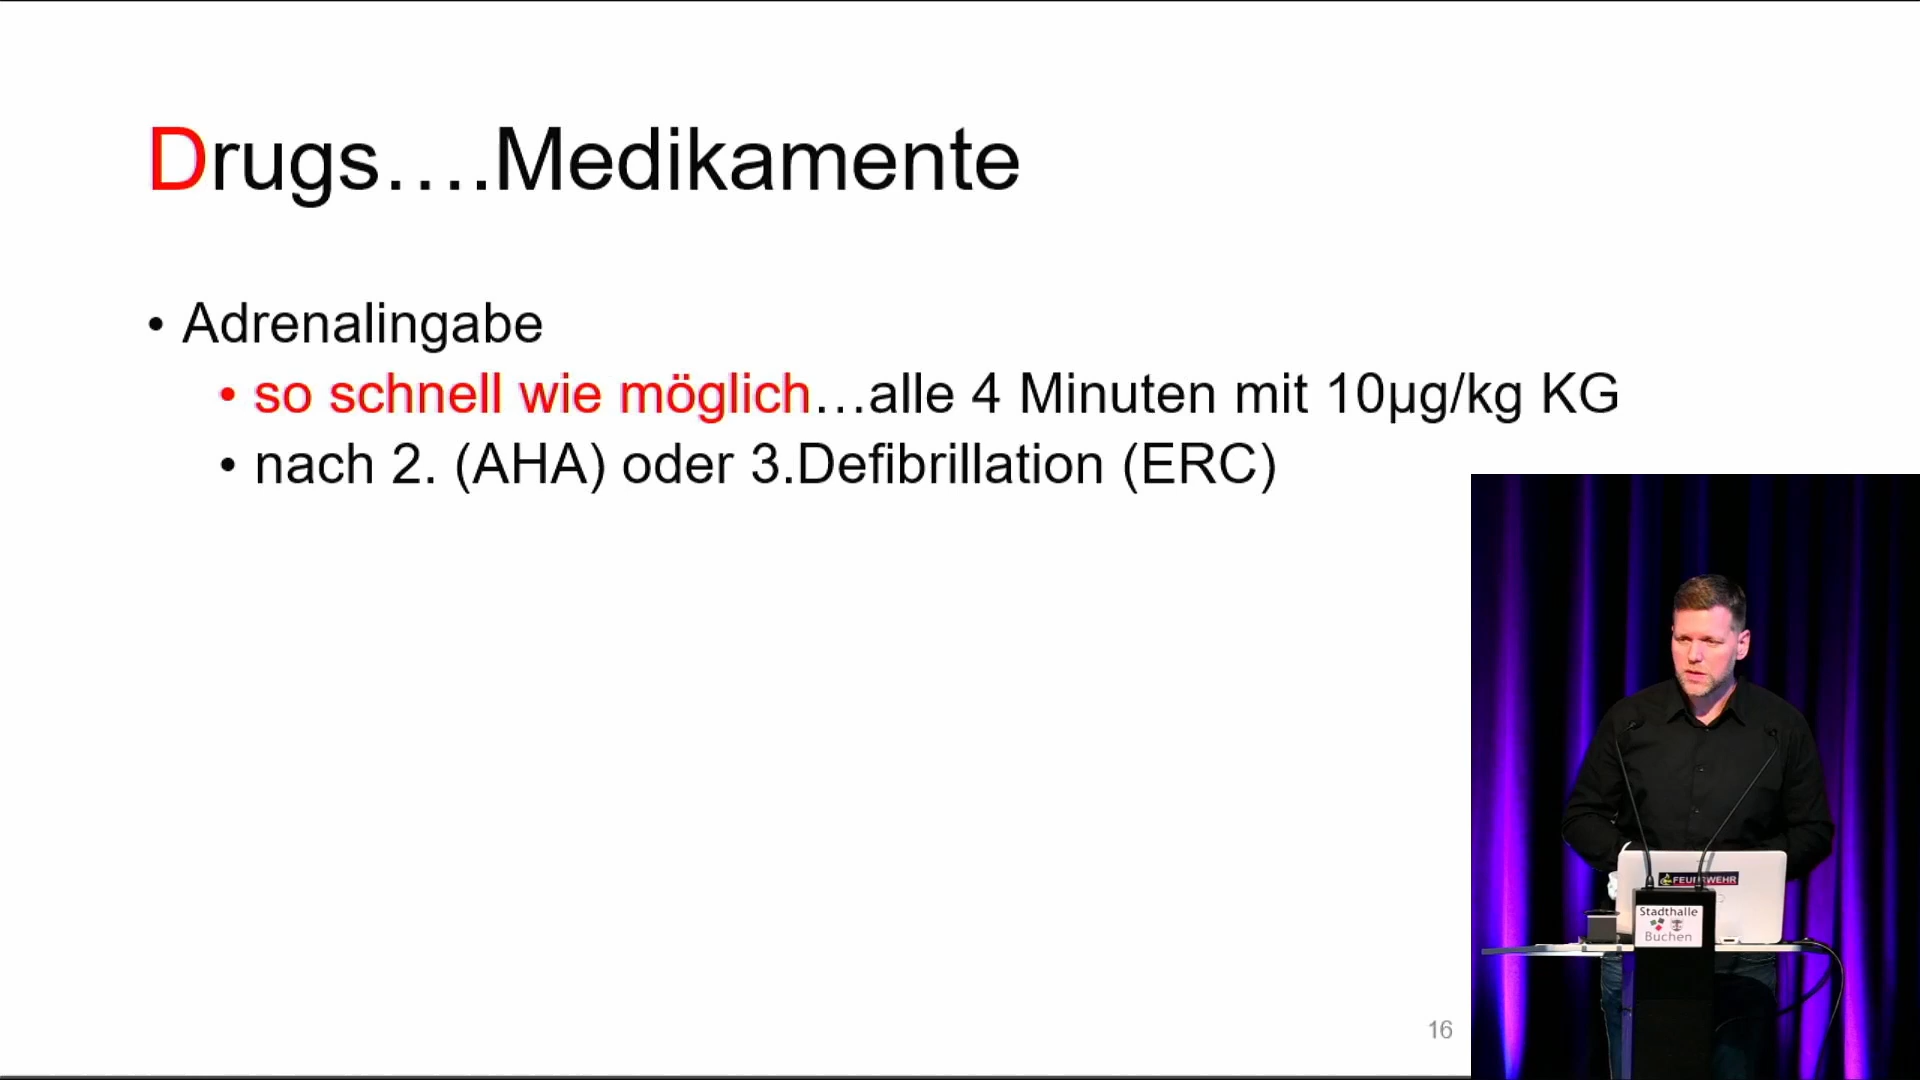 Drugs….Medikamente
• Adrenalingabe
• so schnell wie möglich…alle 4 Minuten mit 10µg/kg KG
• nach 2. (AHA) oder 3.Defibrillation (ERC)
FEUERWEHR
Stadthalle
Buchen
16